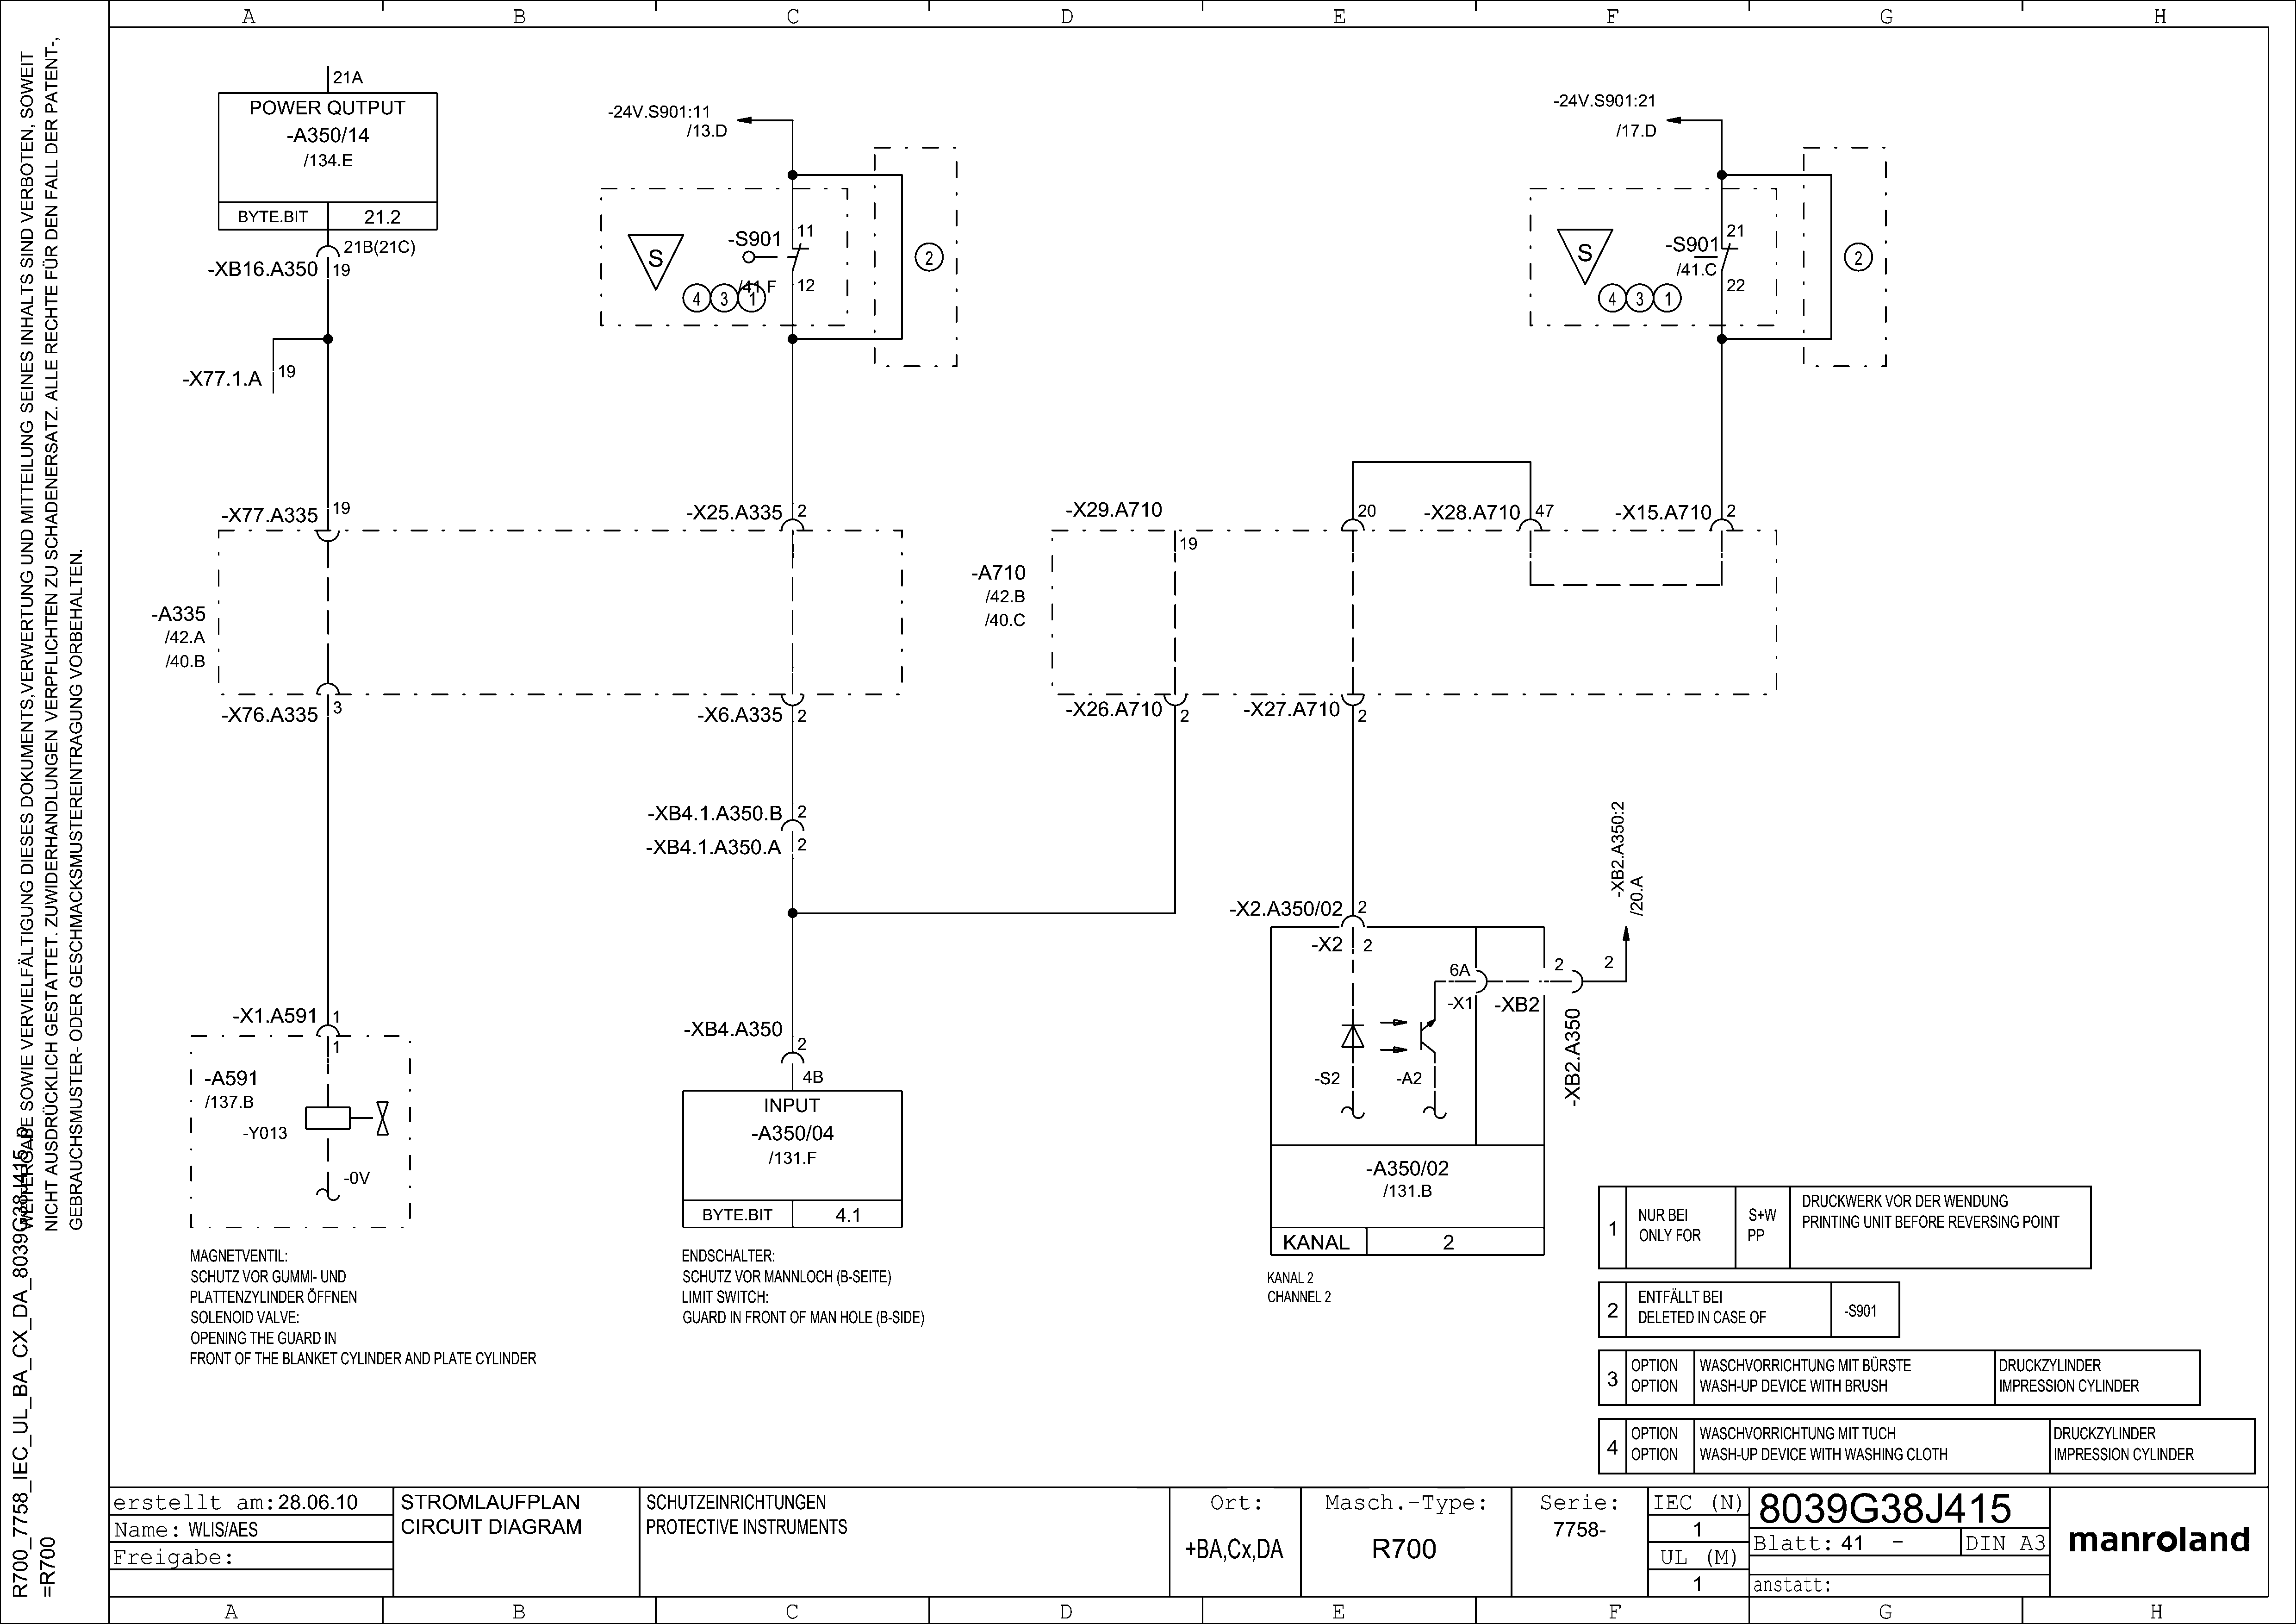 A B C D E F G H
21A
POWER QUTPUT
-A350/14
/134.E
BYTE.BIT 21.2
21B(21C)
-XB16.A350 19
-X77.1.A 19
-24V.S901:11
/13.D
S
-S901 11
/41.F 12
4 3 1
2
-24V.S901:21
/17.D
S
-S901 21
/41.C
22
4 3 1
2
-X77.A335 19
-X25.A335 2
-X29.A710
20
-X28.A710 47
-X15.A710 2
19
-A335
/42.A
/40.B
-A710
/42.B
/40.C
-X76.A335 3
-X6.A335 2
-X26.A710 2
-X27.A710 2
-XB4.1.A350.B 2
-XB4.1.A350.A 2
-XB2.A350:2
/20.A
-X2.A350/02 2
-X2 2
6A
2
2
-X1
-XB2
-XB2.A350
-S2
-A2
-A350/02
/131.B
KANAL 2
KANAL 2
CHANNEL 2
-X1.A591 1
1
-A591
/137.B
-Y013
-0V
MAGNETVENTIL:
SCHUTZ VOR GUMMI- UND
PLATTENZYLINDER ÖFFNEN
SOLENOID VALVE:
OPENING THE GUARD IN
FRONT OF THE BLANKET CYLINDER AND PLATE CYLINDER
-XB4.A350
2
4B
INPUT
-A350/04
/131.F
BYTE.BIT 4.1
ENDSCHALTER:
SCHUTZ VOR MANNLOCH (B-SEITE)
LIMIT SWITCH:
GUARD IN FRONT OF MAN HOLE (B-SIDE)
1 NUR BEI S+W DRUCKWERK VOR DER WENDUNG
ONLY FOR PP PRINTING UNIT BEFORE REVERSING POINT
2 ENTFÄLLT BEI -S901
DELETED IN CASE OF
3 OPTION WASCHVORRICHTUNG MIT BÜRSTE DRUCKZYLINDER
OPTION WASH-UP DEVICE WITH BRUSH IMPRESSION CYLINDER
4 OPTION WASCHVORRICHTUNG MIT TUCH DRUCKZYLINDER
OPTION WASH-UP DEVICE WITH WASHING CLOTH IMPRESSION CYLINDER
erstellt am: 28.06.10
Name: WLIS/AES
Freigabe:
STROMLAUFPLAN
CIRCUIT DIAGRAM
SCHUTZEINRICHTUNGEN
PROTECTIVE INSTRUMENTS
Ort:
+BA,Cx,DA
Masch.-Type:
R700
Serie:
7758-
IEC (N)
1
UL (M)
1
8039G38J415
Blatt: 41 - DIN A3
anstatt:
manroland
A B C D E F G H
WEITERGABE SOWIE VERVIELFÄLTIGUNG DIESES DOKUMENTS,VERWERTUNG UND MITTEILUNG SEINES INHALTS SIND VERBOTEN, SOWEIT
NICHT AUSDRÜCKLICH GESTATTET. ZUWIDERHANDLUNGEN VERPFLICHTEN ZU SCHADENERSATZ. ALLE RECHTE FÜR DEN FALL DER PATENT-,
GEBRAUCHSMUSTER- ODER GESCHMACKSMUSTEREINTRAGUNG VORBEHALTEN.
R700_7758_IEC_UL_BA_CX_DA_8039G38J415_D
=R700